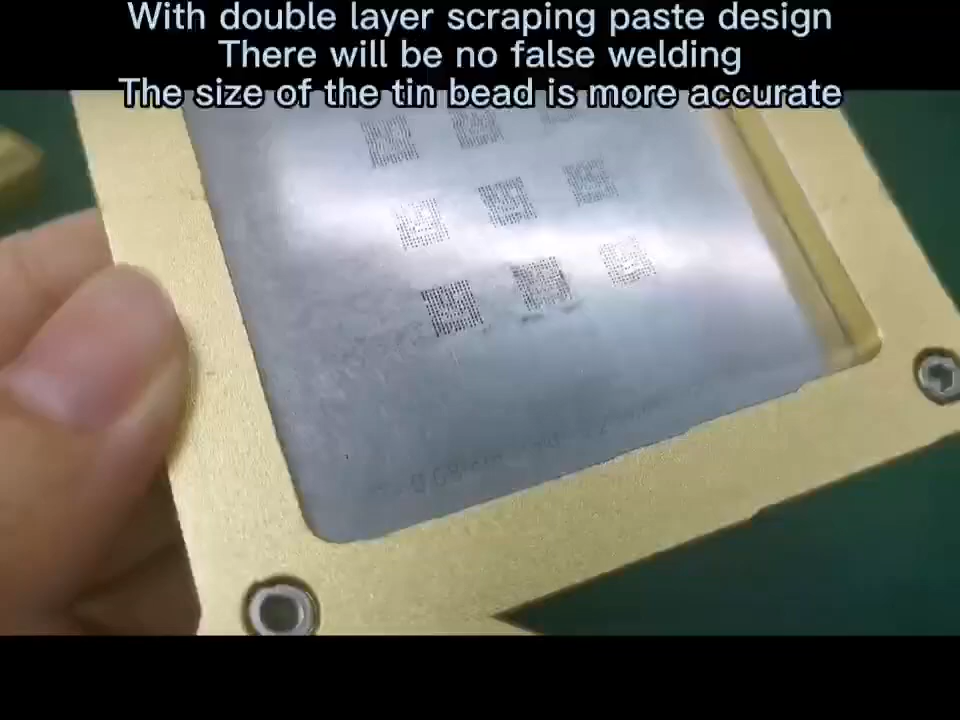 With double layer scraping paste design
There will be no false welding
The size of the tin bead is more accurate